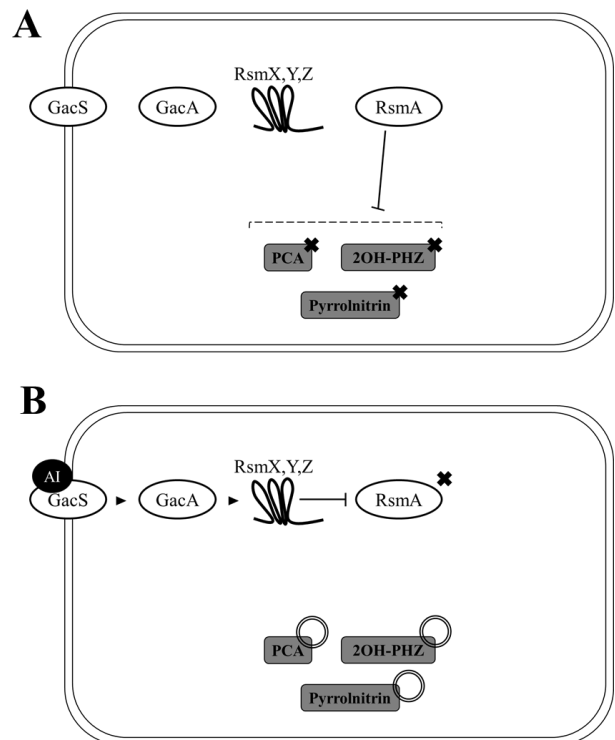 A
RsmX,Y,Z
GacS
GacA
RsmA
PCA
2OH-PHZ
Pyrrolnitrin
B
AI
RsmX,Y,Z
GacS
GacA
RsmA
PCA
2OH-PHZ
Pyrrolnitrin